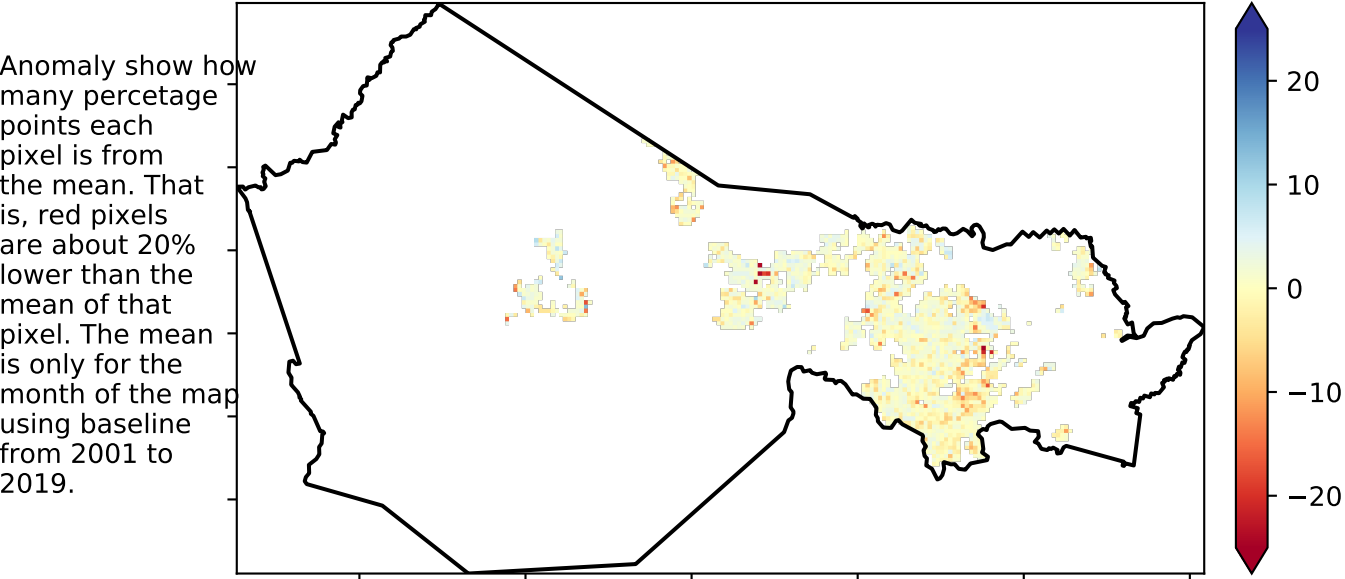 Anomaly show how
many percetage
points each
pixel is from
the mean. That
is, red pixels
are about 20%
lower than the
mean of that
pixel. The mean
is only for the
month of the map
using baseline
from 2001 to
2019.
20
10
0
−10
−20